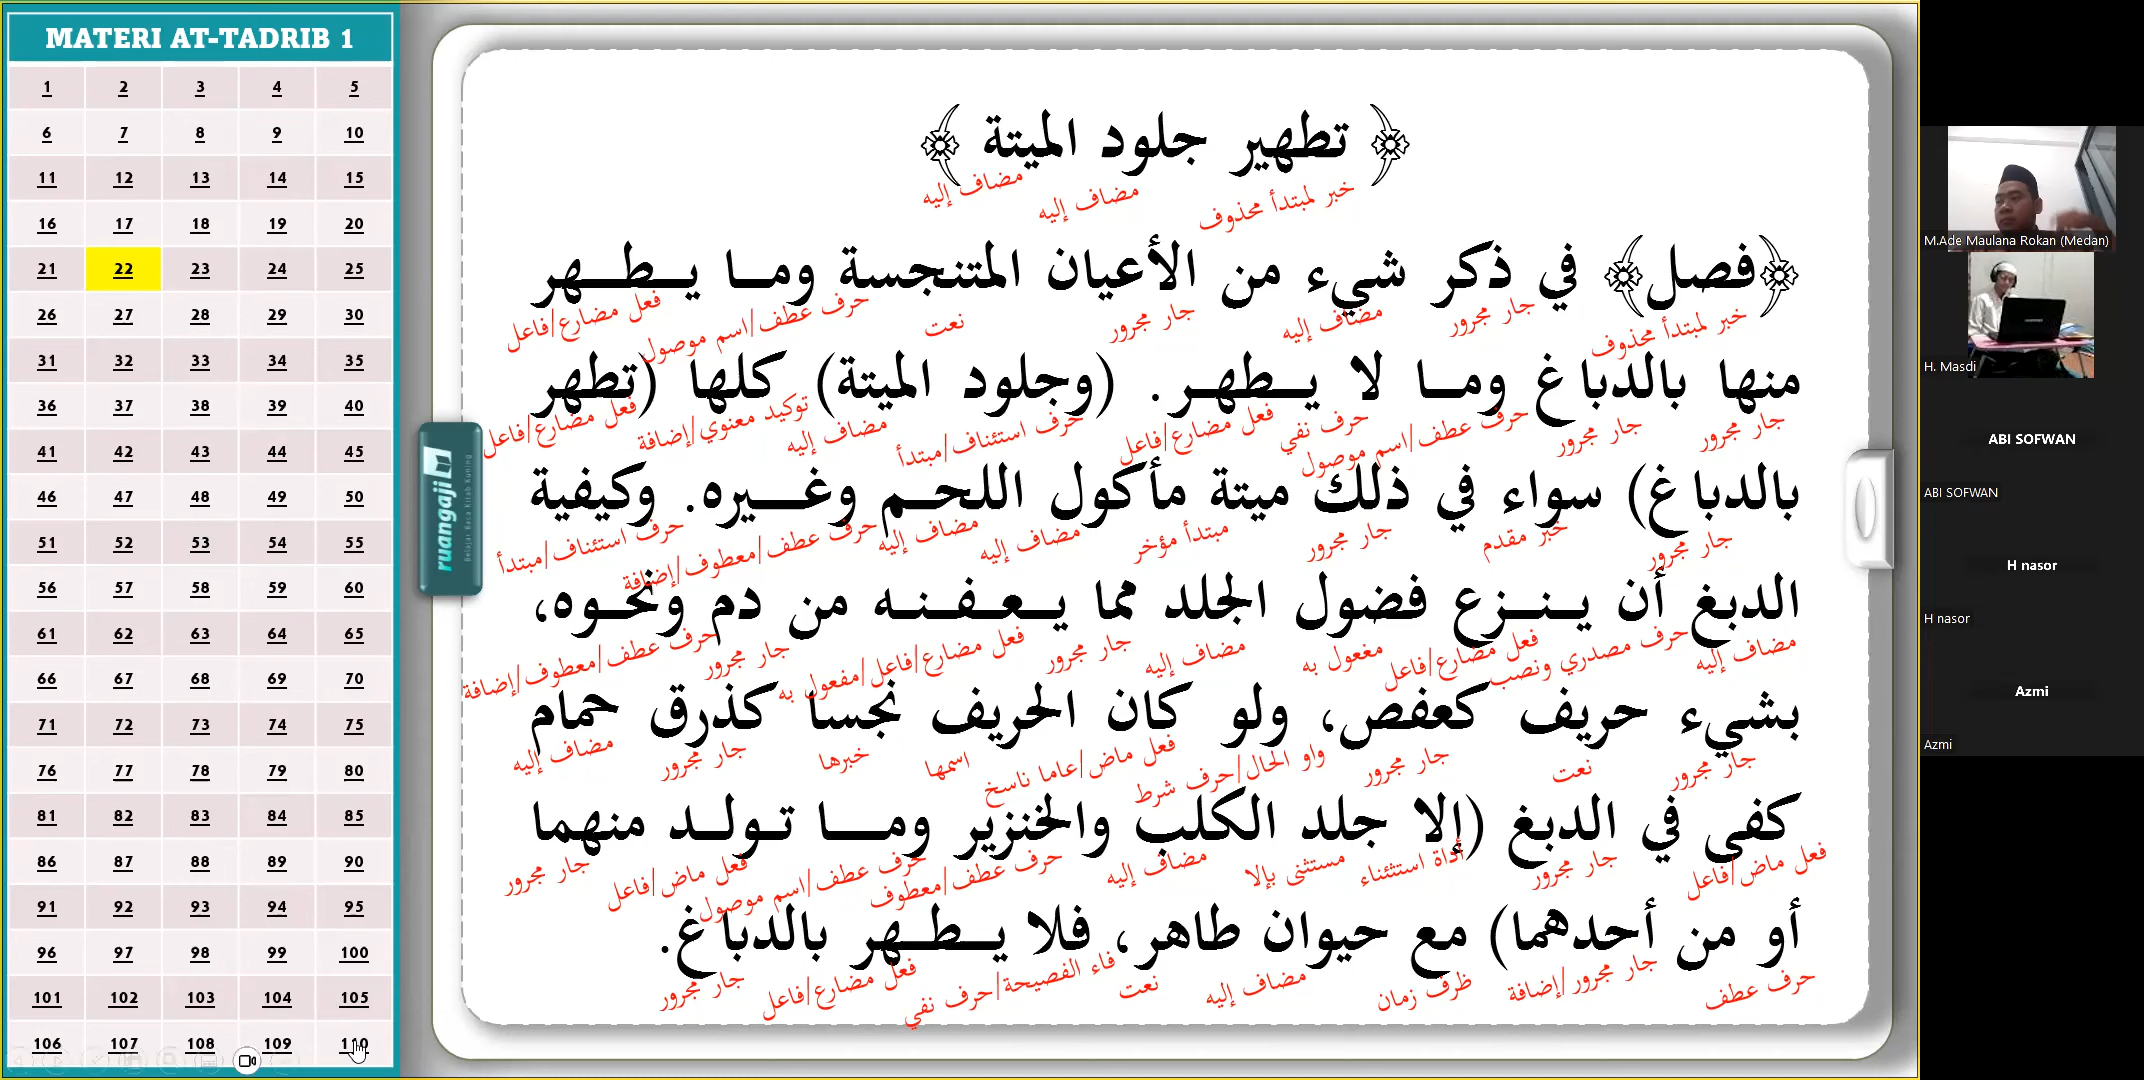 MATERI AT-TADRIB 1
1 2 3 4 5
6 7 8 9 10
11 12 13 14 15
16 17 18 19 20
21 22 23 24 25
26 27 28 29 30
31 32 33 34 35
36 37 38 39 40
41 42 43 44 45
46 47 48 49 50
51 52 53 54 55
56 57 58 59 60
61 62 63 64 65
66 67 68 69 70
71 72 73 74 75
76 77 78 79 80
81 82 83 84 85
86 87 88 89 90
91 92 93 94 95
96 97 98 99 100
101 102 103 104 105
106 107 108 109 110
ruangaji
Belajar Baca Kitab Kuning
﴿ تطهير جلود الميتة ﴾
خبر لمبتدأ محذوف مضاف إليه مضاف إليه
﴿فصل﴾ في ذكر شيء من الأعيان المتنجسة وما يطهر
خبر لمبتدأ محذوف جار مجرور مضاف إليه جار مجرور نعت حرف عطف/اسم موصول فعل مضارع/فاعل
منها بالدباغ وما لا يطهر. (وجلود الميتة) كلها (تطهر
جار مجرور جار مجرور حرف عطف/اسم موصول حرف نفي فعل مضارع/فاعل حرف استئناف/مبتدأ مضاف إليه توكيد معنوي/إضافة فعل مضارع/فاعل
بالدباغ) سواء في ذلك ميتة مأكول اللحم وغيره. وكيفية
جار مجرور خبر مقدم جار مجرور مبتدأ مؤخر مضاف إليه مضاف إليه حرف عطف/معطوف/إضافة حرف استئناف/مبتدأ
الدبغ أن ينزع فضول الجلد مما يعفنه من دم ونحوه،
مضاف إليه حرف مصدري ونصب فعل مضارع/فاعل مغعول به مضاف إليه جار مجرور فعل مضارع/فاعل/مفعول به جار مجرور حرف عطف/معطوف/إضافة
بشيء حريف كعفص، ولو كان الحريف نجسا كذرق حمام
جار مجرور نعت جار مجرور واو الحال/حرف شرط فعل ماض/عاما ناسخ اسمها خبرها جار مجرور مضاف إليه
كفى في الدبغ (إلا جلد الكلب والخنزير وما تولد منهما
فعل ماض/فاعل جار مجرور أداة استثناء مستثنى بإلا مضاف إليه حرف عطف/معطوف حرف عطف/اسم موصول فعل ماض/فاعل جار مجرور
أو من أحدهما) مع حيوان طاهر، فلا يطهر بالدباغ.
حرف عطف جار مجرور/إضافة ظرف زمان مضاف إليه نعت فاء الفصيحة/حرف نفي فعل مضارع/فاعل جار مجرور
M.Ade Maulana Rokan (Medan)
H. Masdi
ABI SOFWAN
ABI SOFWAN
H nasor
H nasor
Azmi
Azmi